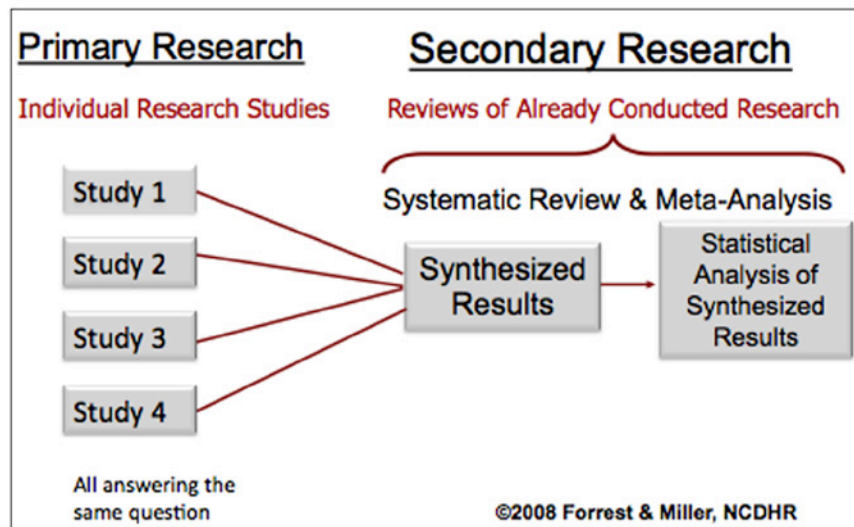 Primary Research
Secondary Research
Individual Research Studies
Reviews of Already Conducted Research
Systematic Review & Meta-Analysis
Study 1
Study 2
Study 3
Study 4
Synthesized
Results
Statistical
Analysis of
Synthesized
Results
All answering the
same question
©2008 Forrest & Miller, NCDHR